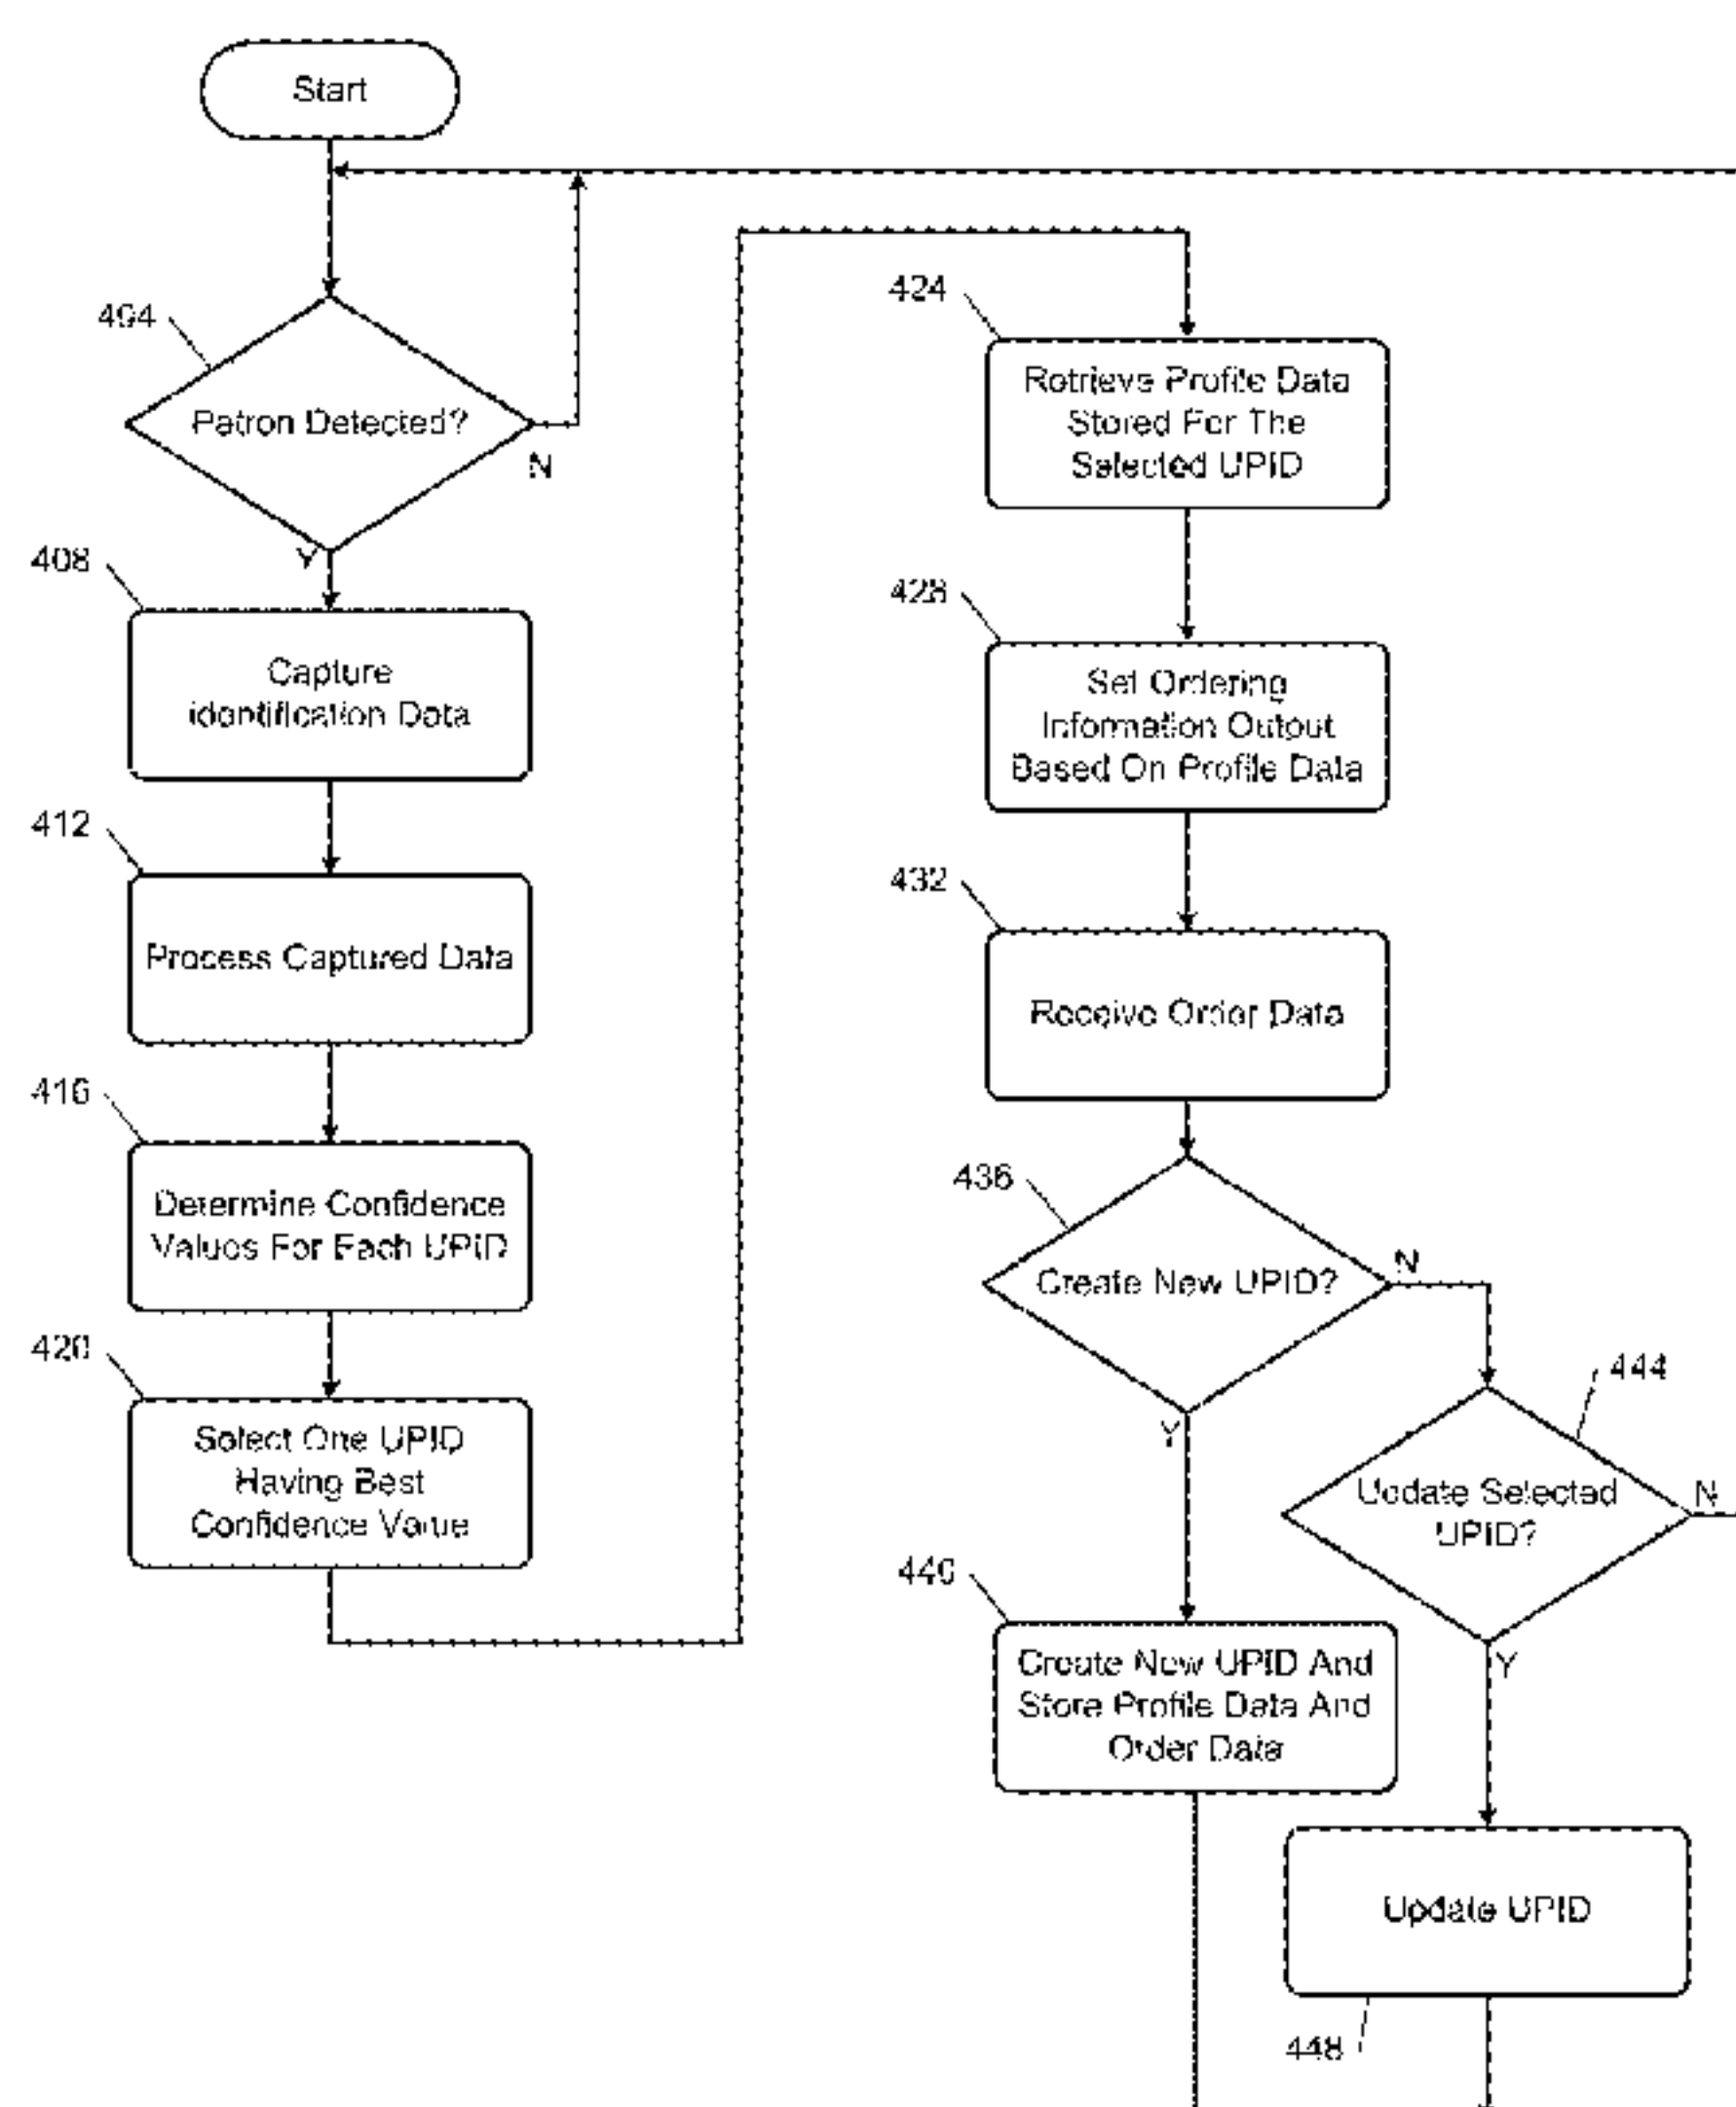 Start
494
Patron Detected?
N
Y
408
Capture
Identification Data
412
Process Captured Data
416
Determine Confidence
Values For Each UPID
420
Select One UPID
Having Best
Confidence Value
424
Retrieve Profile Data
Stored For The
Selected UPID
428
Set Ordering
Information Output
Based On Profile Data
432
Receive Order Data
436
Create New UPID?
N
Y
444
Update Selected
UPID?
N
Y
440
Create New UPID And
Store Profile Data And
Order Data
Update UPID
448